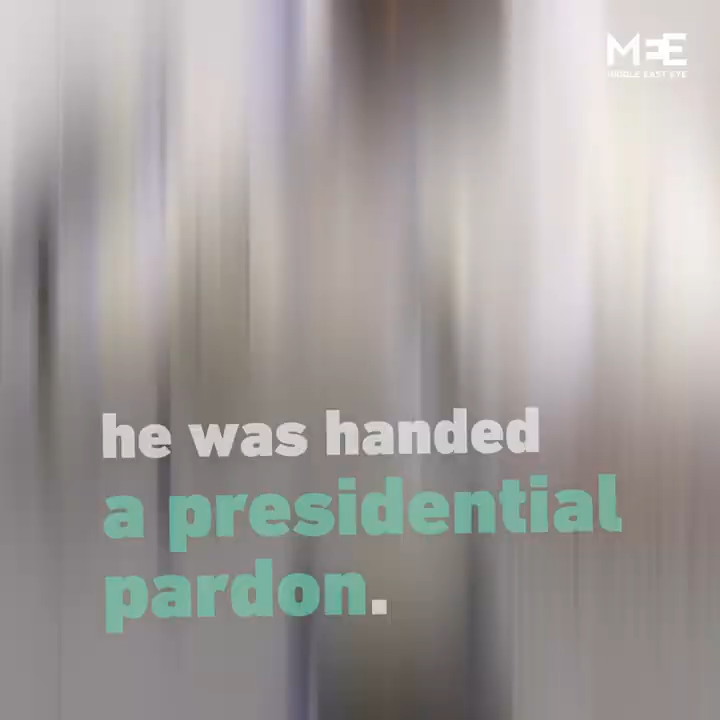 MEE
MIDDLE EAST EYE
he was handed
a presidential
pardon.